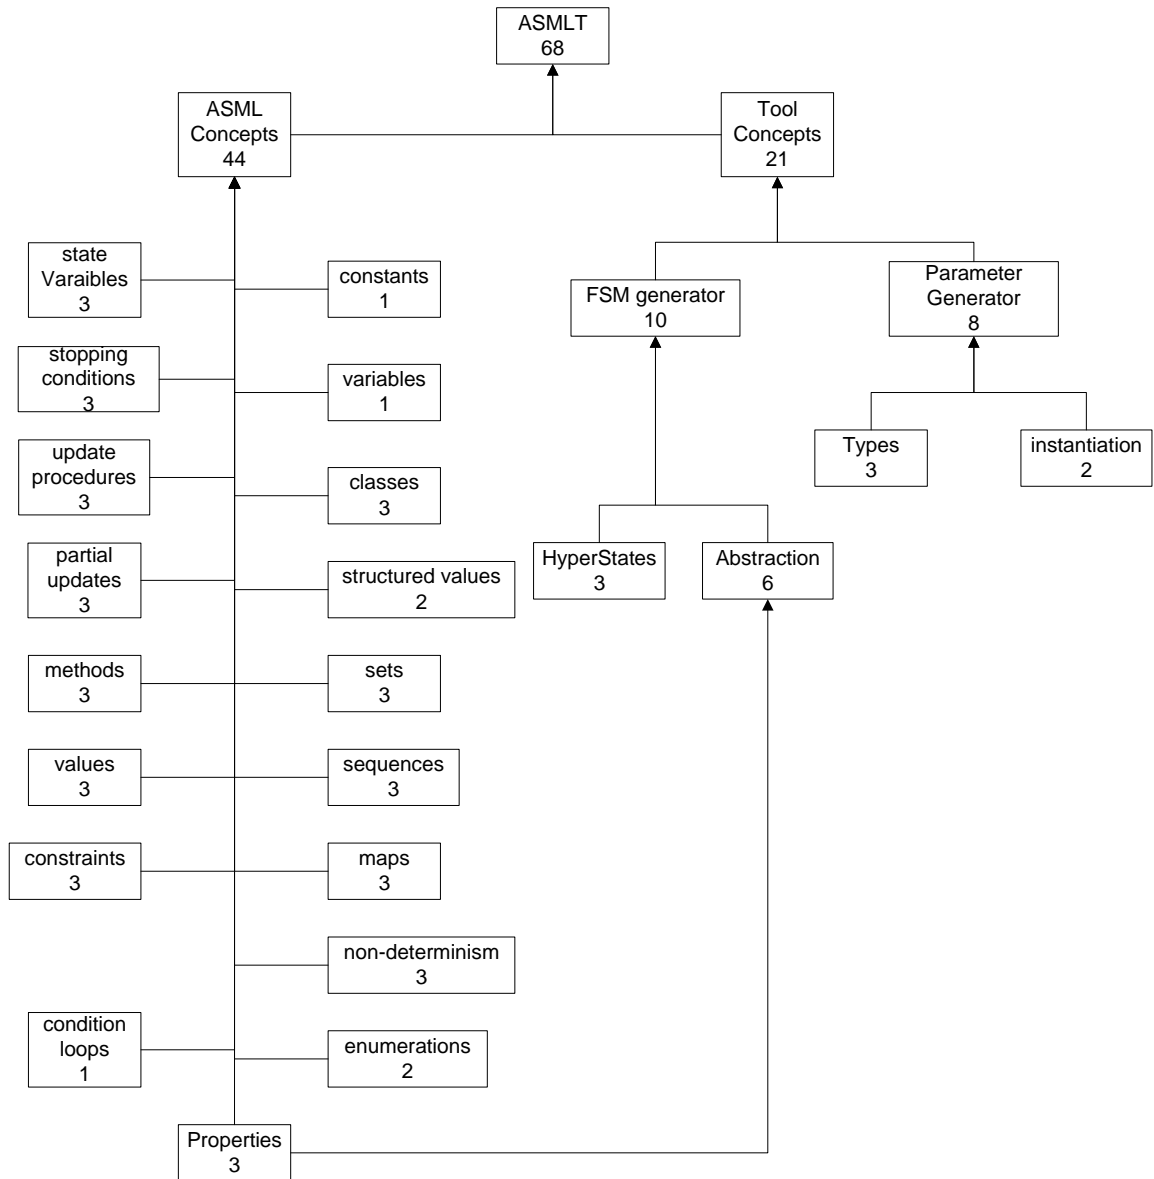 ASMLT
68
ASML
Concepts
44
Tool
Concepts
21
state
Varaibles
3
constants
1
FSM generator
10
Parameter
Generator
8
stopping
conditions
3
variables
1
update
procedures
3
classes
3
Types
3
instantiation
2
partial
updates
3
structured values
2
HyperStates
3
Abstraction
6
methods
3
sets
3
values
3
sequences
3
constraints
3
maps
3
non-determinism
3
condition
loops
1
enumerations
2
Properties
3